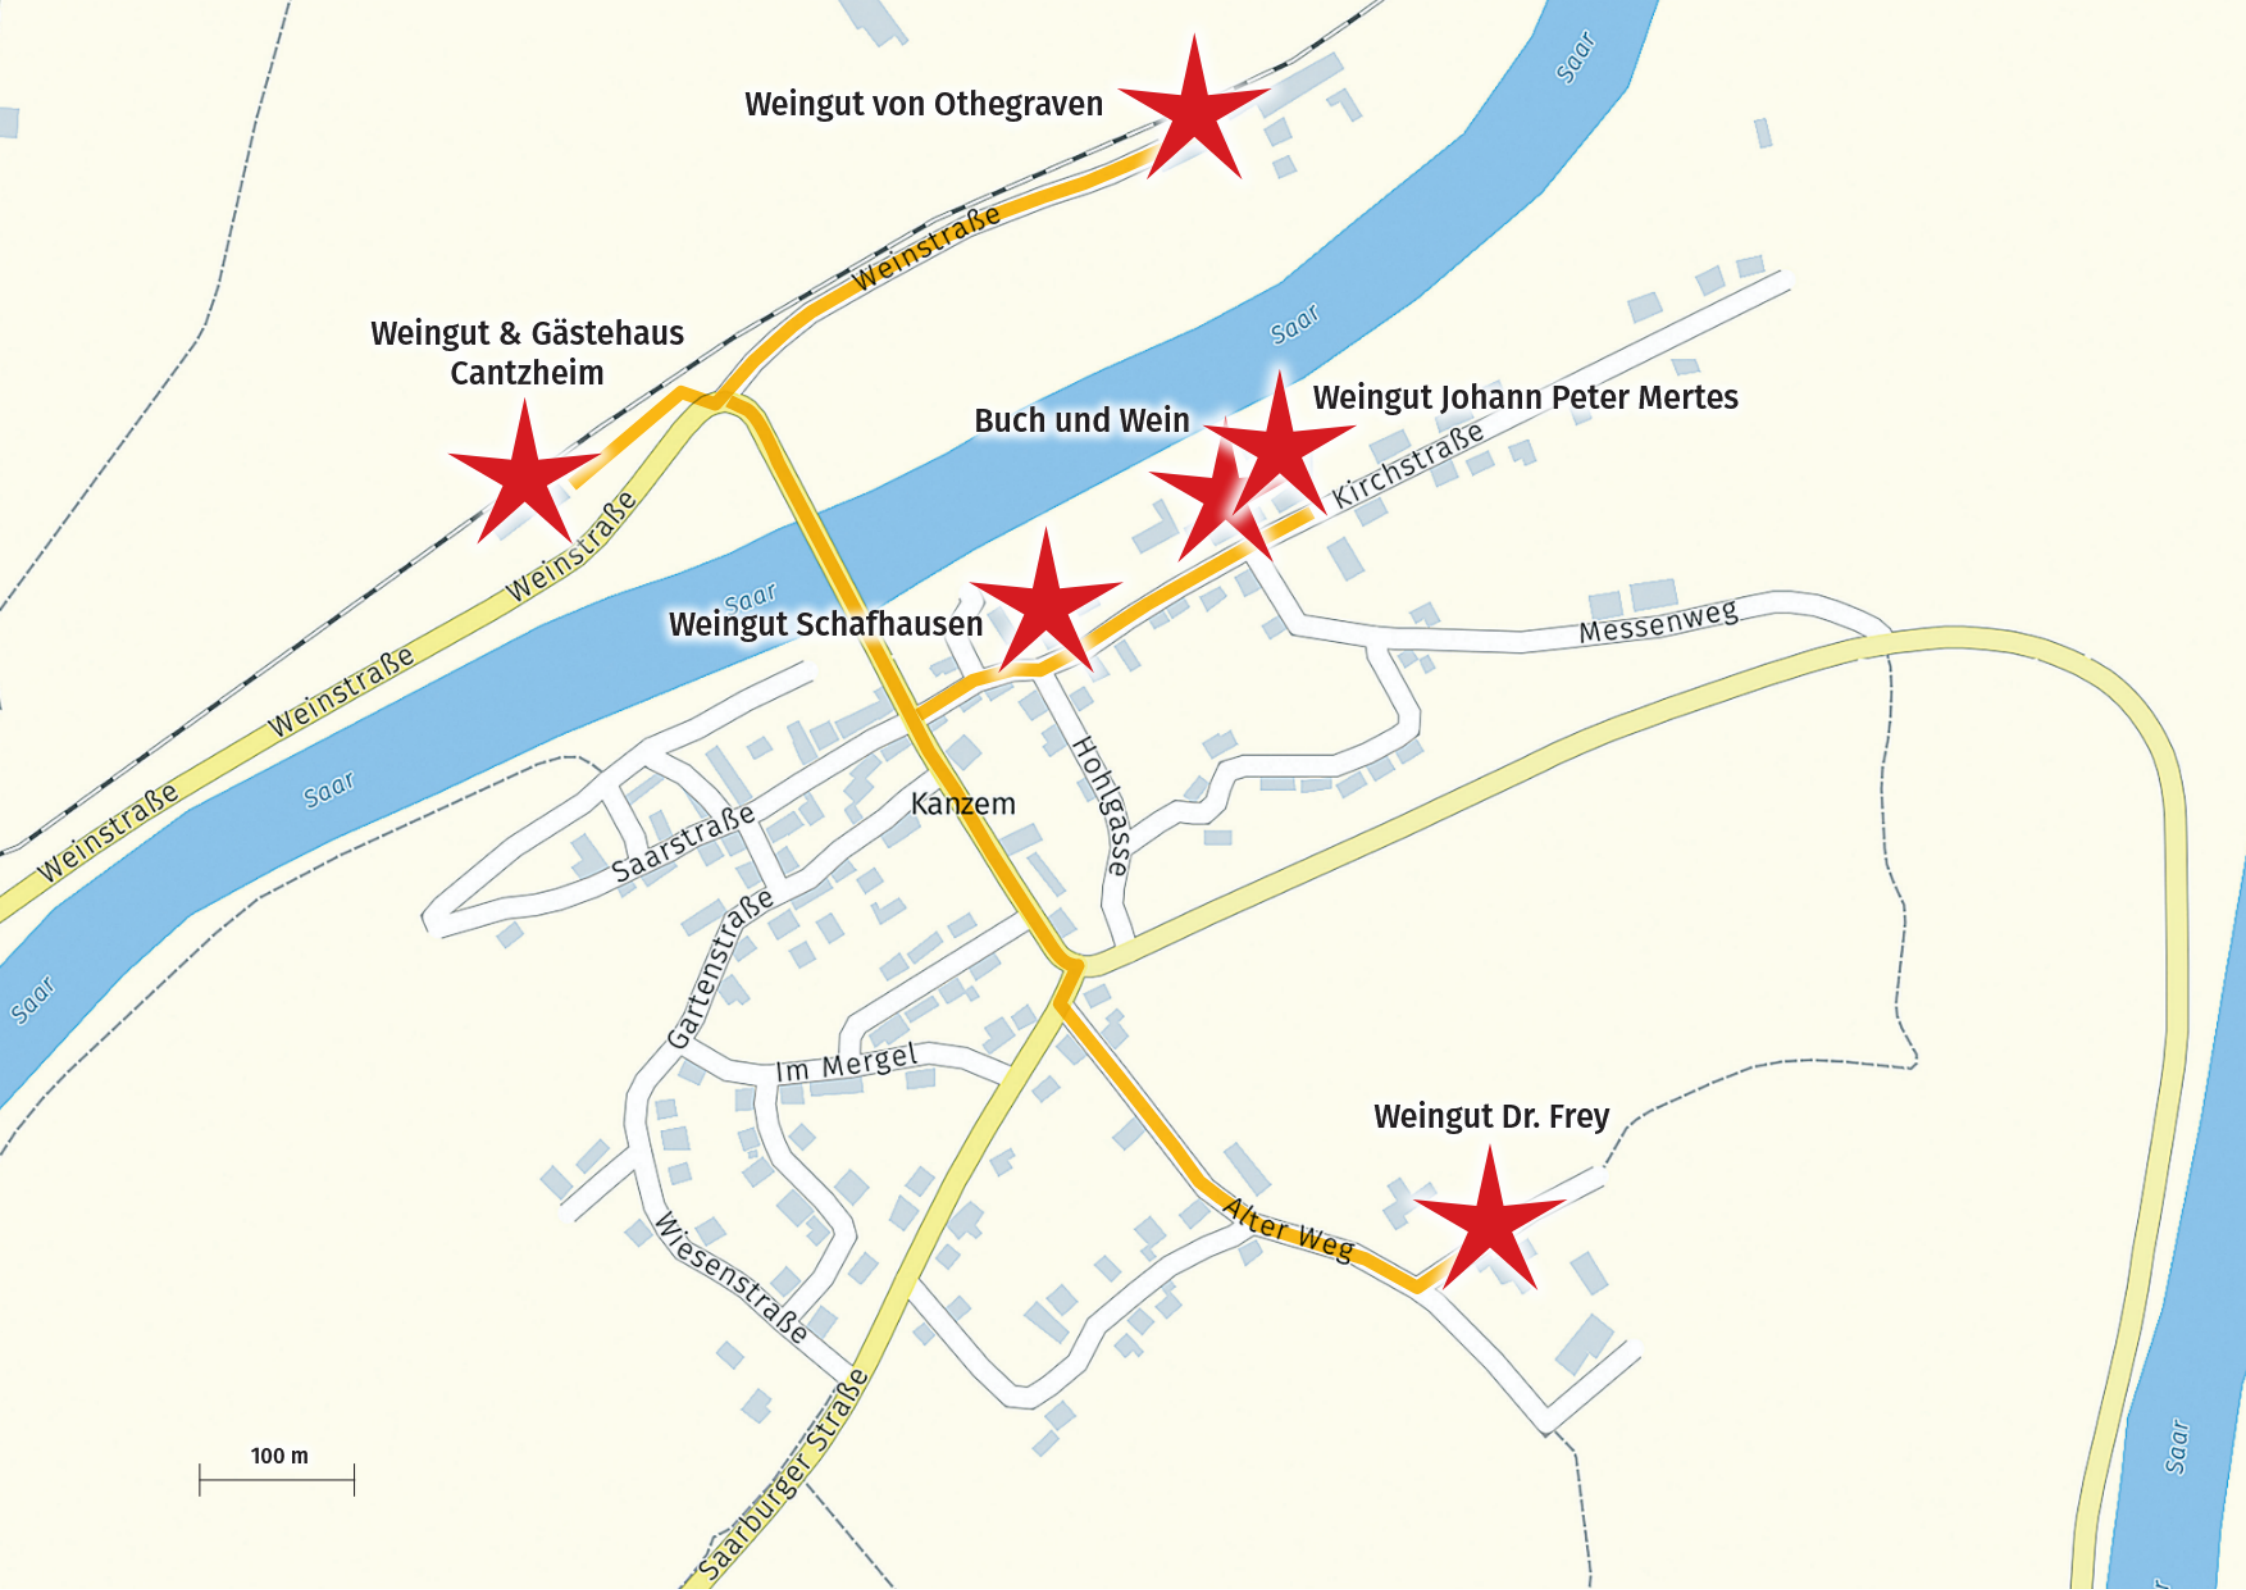 Saar
Weingut von Othegraven
Weinstraße
Saar
Weingut & Gästehaus
Cantzheim
Weingut Johann Peter Mertes
Buch und Wein
Kirchstraße
Weinstraße
Saar
Weingut Schafhausen
Messenweg
Weinstraße
Saar
Weinstraße
Hohlgasse
Kanzem
Saarstraße
Gartenstraße
Saar
Im Mergel
Weingut Dr. Frey
Alter Weg
Wiesenstraße
Saarburger Straße
100 m
Saar